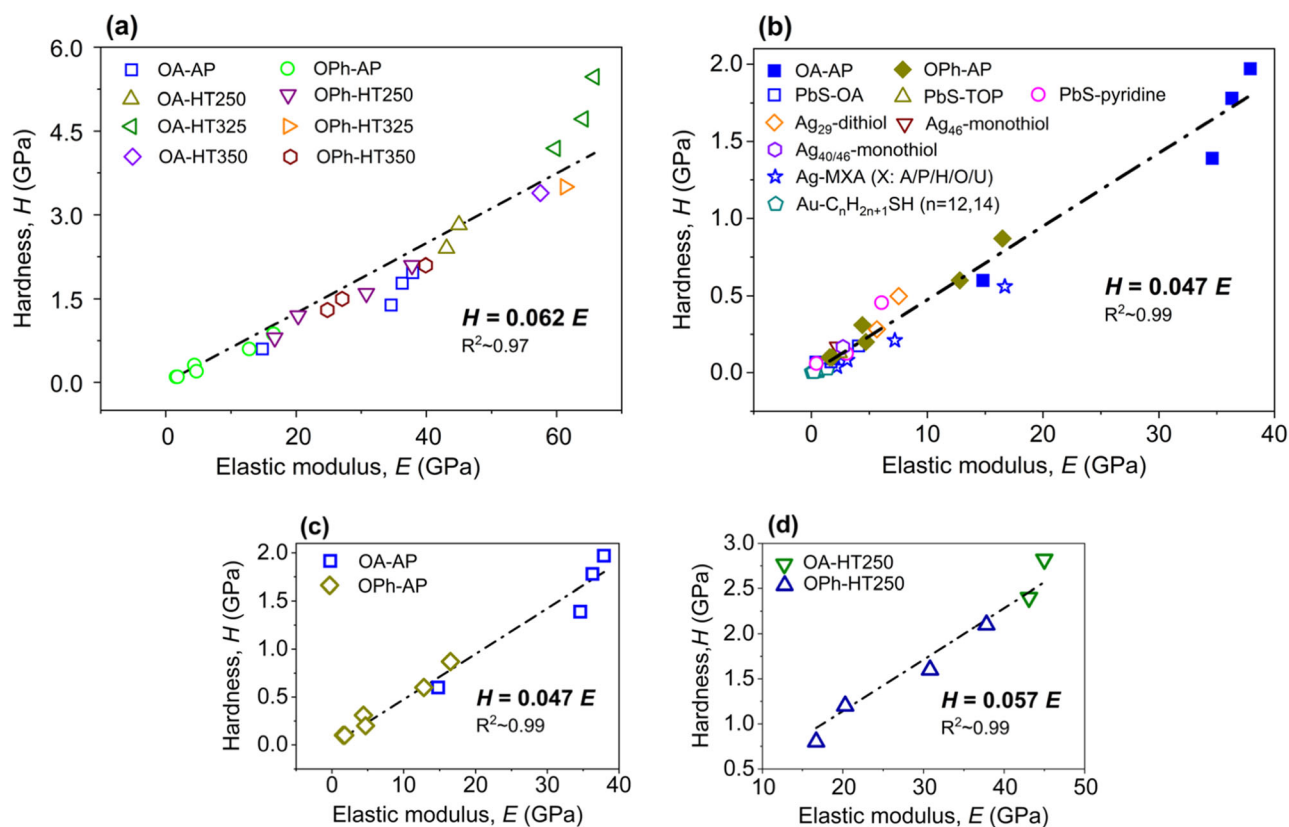 (a)
Hardness, H (GPa)
6.0
4.5
3.0
1.5
0.0
OA-AP
OPh-AP
OA-HT250
OPh-HT250
OA-HT325
OPh-HT325
OA-HT350
OPh-HT350
H = 0.062 E
R²~0.97
0 20 40 60
Elastic modulus, E (GPa)
(b)
Hardness, H (GPa)
2.0
1.5
1.0
0.5
0.0
OA-AP
OPh-AP
PbS-OA
PbS-TOP
PbS-pyridine
Ag₂₉-dithiol
Ag₄₆-monothiol
Ag₄₀/₄₆-monothiol
Ag-MXA (X: A/P/H/O/U)
Au-CₙH₂ₙ₊₁SH (n=12,14)
H = 0.047 E
R²~0.99
0 10 20 30 40
Elastic modulus, E (GPa)
(c)
Hardness, H (GPa)
2.0
1.5
1.0
0.5
0.0
OA-AP
OPh-AP
H = 0.047 E
R²~0.99
0 10 20 30 40
Elastic modulus, E (GPa)
(d)
Hardness,H (GPa)
3.0
2.5
2.0
1.5
1.0
0.5
OA-HT250
OPh-HT250
H = 0.057 E
R²~0.99
10 20 30 40 50
Elastic modulus, E (GPa)